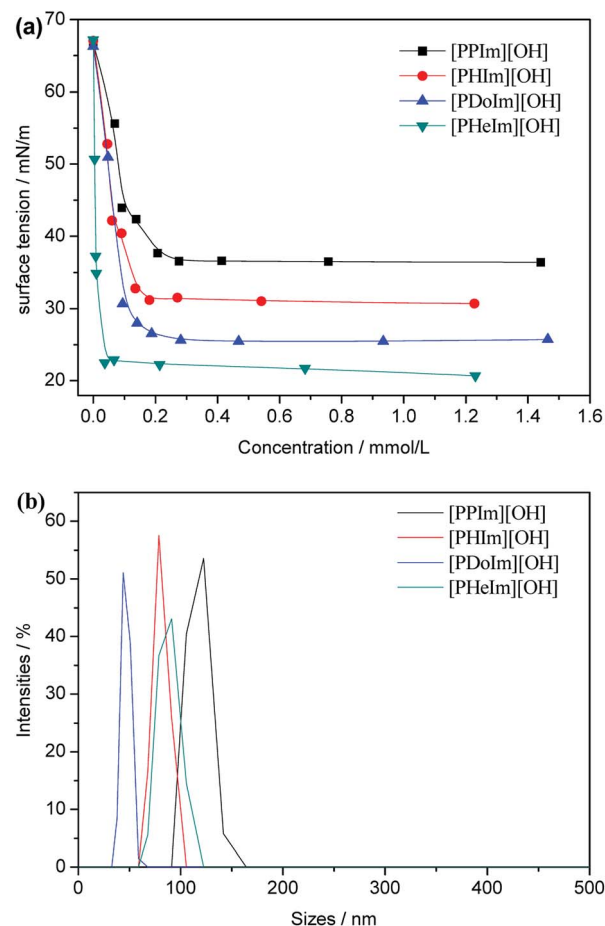 (a)
70
60
50
40
30
20
surface tension / mN/m
[PPIm][OH]
[PHIm][OH]
[PDoIm][OH]
[PHeIm][OH]
0.0 0.2 0.4 0.6 0.8 1.0 1.2 1.4 1.6
Concentration / mmol/L
(b)
60
50
40
30
20
10
0
Intensities / %
[PPIm][OH]
[PHIm][OH]
[PDoIm][OH]
[PHeIm][OH]
0 100 200 300 400 500
Sizes / nm